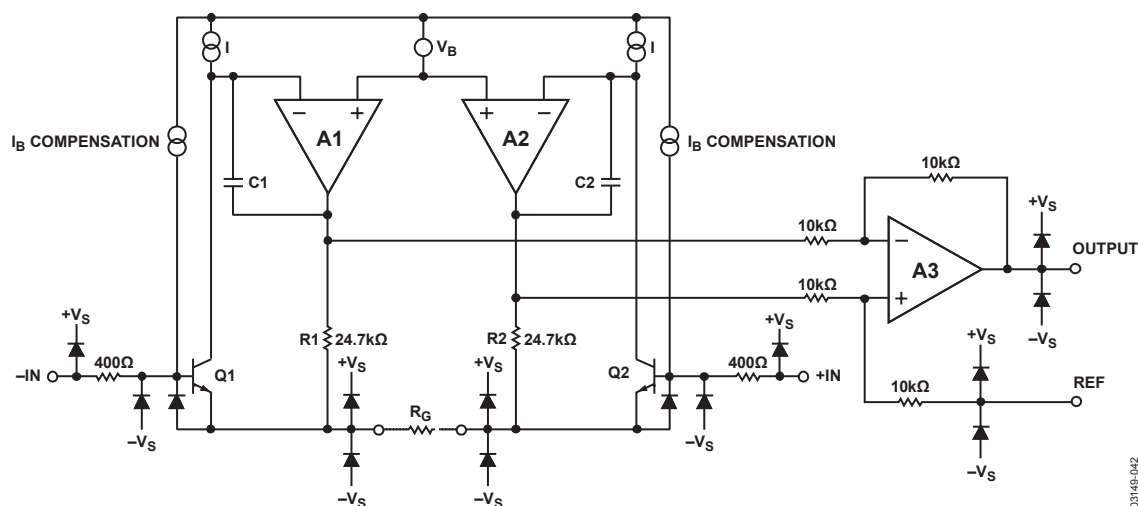 I
V_B
I
A1
A2
− +
+ −
I_B COMPENSATION
I_B COMPENSATION
C1
C2
10kΩ
10kΩ
+V_S
−
A3
OUTPUT
10kΩ
+
−V_S
R1 24.7kΩ
R2 24.7kΩ
+V_S
+V_S
−IN
400Ω
Q1
+V_S
+V_S
Q2
400Ω
+IN
+V_S
10kΩ
REF
−V_S
R_G
−V_S
−V_S
−V_S
−V_S
03149-042